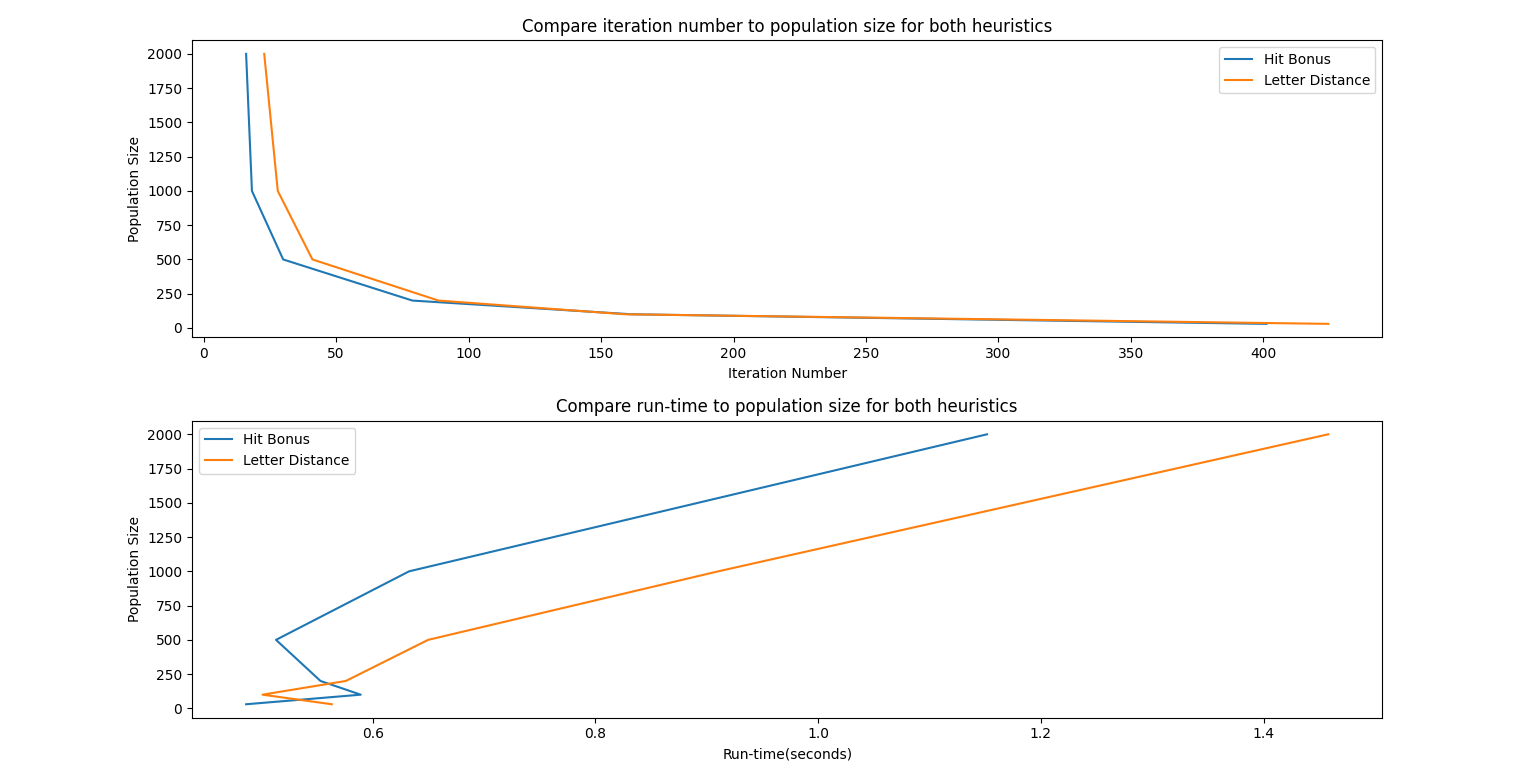 Compare iteration number to population size for both heuristics
2000
1750
1500
1250
1000
750
500
250
0
Population Size
Hit Bonus
Letter Distance
0 50 100 150 200 250 300 350 400
Iteration Number
Compare run-time to population size for both heuristics
2000
1750
1500
1250
1000
750
500
250
0
Population Size
Hit Bonus
Letter Distance
0.6 0.8 1.0 1.2 1.4
Run-time(seconds)